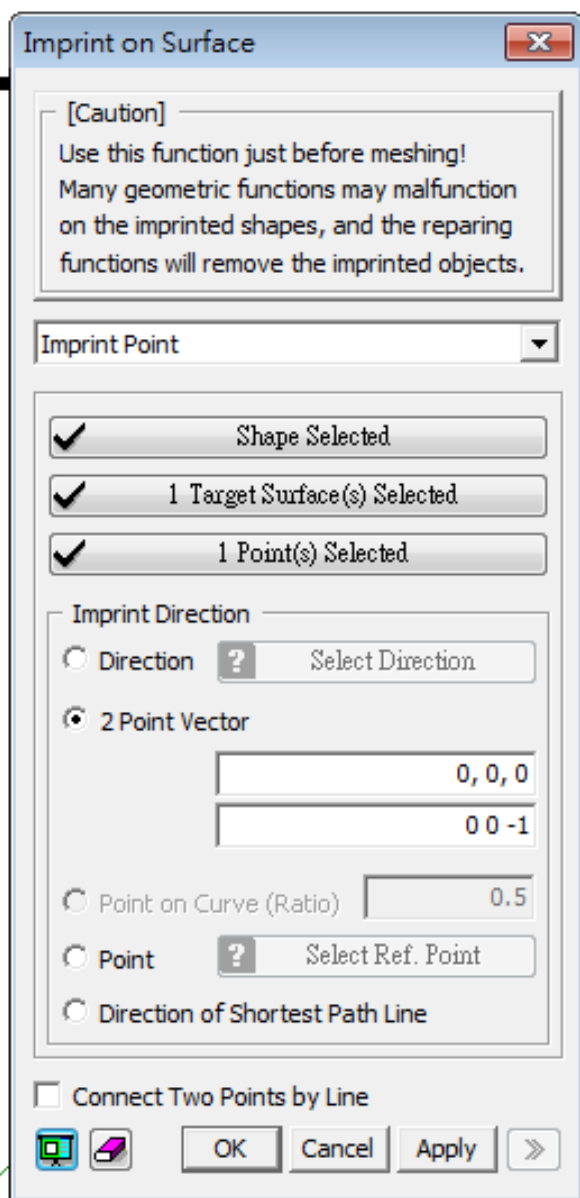 Imprint on Surface
[Caution]
Use this function just before meshing!
Many geometric functions may malfunction
on the imprinted shapes, and the reparing
functions will remove the imprinted objects.
Imprint Point
Shape Selected
1 Target Surface(s) Selected
1 Point(s) Selected
Imprint Direction
Direction ? Select Direction
2 Point Vector
0, 0, 0
0 0 -1
Point on Curve (Ratio) 0.5
Point ? Select Ref. Point
Direction of Shortest Path Line
Connect Two Points by Line
OK Cancel Apply >>